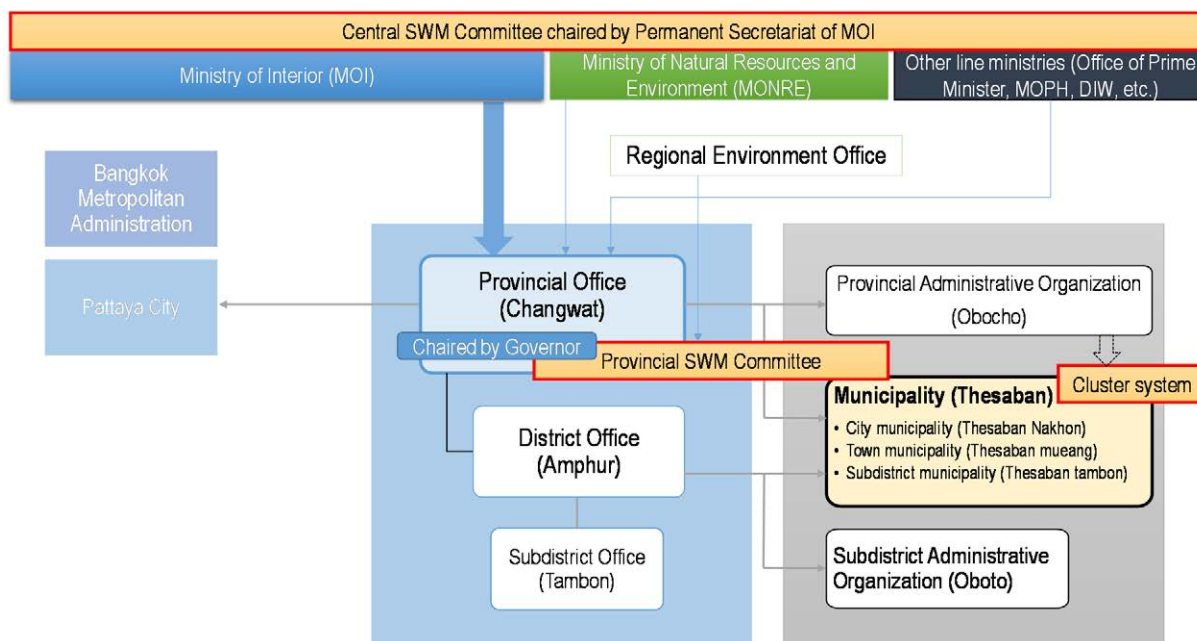 Central SWM Committee chaired by Permanent Secretariat of MOI
Ministry of Interior (MOI)
Ministry of Natural Resources and
Environment (MONRE)
Other line ministries (Office of Prime
Minister, MOPH, DIW, etc.)
Regional Environment Office
Bangkok
Metropolitan
Administration
Pattaya City
Provincial Office
(Changwat)
Chaired by Governor
Provincial SWM Committee
District Office
(Amphur)
Subdistrict Office
(Tambon)
Provincial Administrative Organization
(Obocho)
Cluster system
Municipality (Thesaban)
• City municipality (Thesaban Nakhon)
• Town municipality (Thesaban mueang)
• Subdistrict municipality (Thesaban tambon)
Subdistrict Administrative
Organization (Oboto)